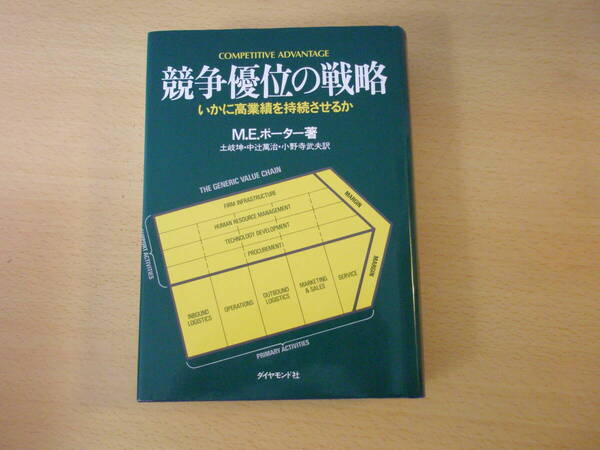 COMPETITIVE ADVANTAGE
競争優位の戦略
いかに高業績を持続させるか
M.E.ポーター著
土岐坤・中辻萬治・小野寺武夫訳
THE GENERIC VALUE CHAIN
FIRM INFRASTRUCTURE
HUMAN RESOURCE MANAGEMENT
TECHNOLOGY DEVELOPMENT
PROCUREMENT
MARGIN
SUPPORT ACTIVITIES
INBOUND
LOGISTICS
OPERATIONS
OUTBOUND
LOGISTICS
MARKETING
& SALES
SERVICE
MARGIN
PRIMARY ACTIVITIES
ダイヤモンド社